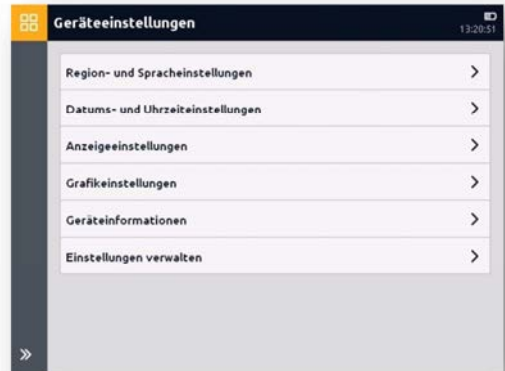 Geräteeinstellungen
13:20:51
Region- und Spracheinstellungen
Datums- und Uhrzeiteinstellungen
Anzeigeeinstellungen
Grafikeinstellungen
Geräteinformationen
Einstellungen verwalten